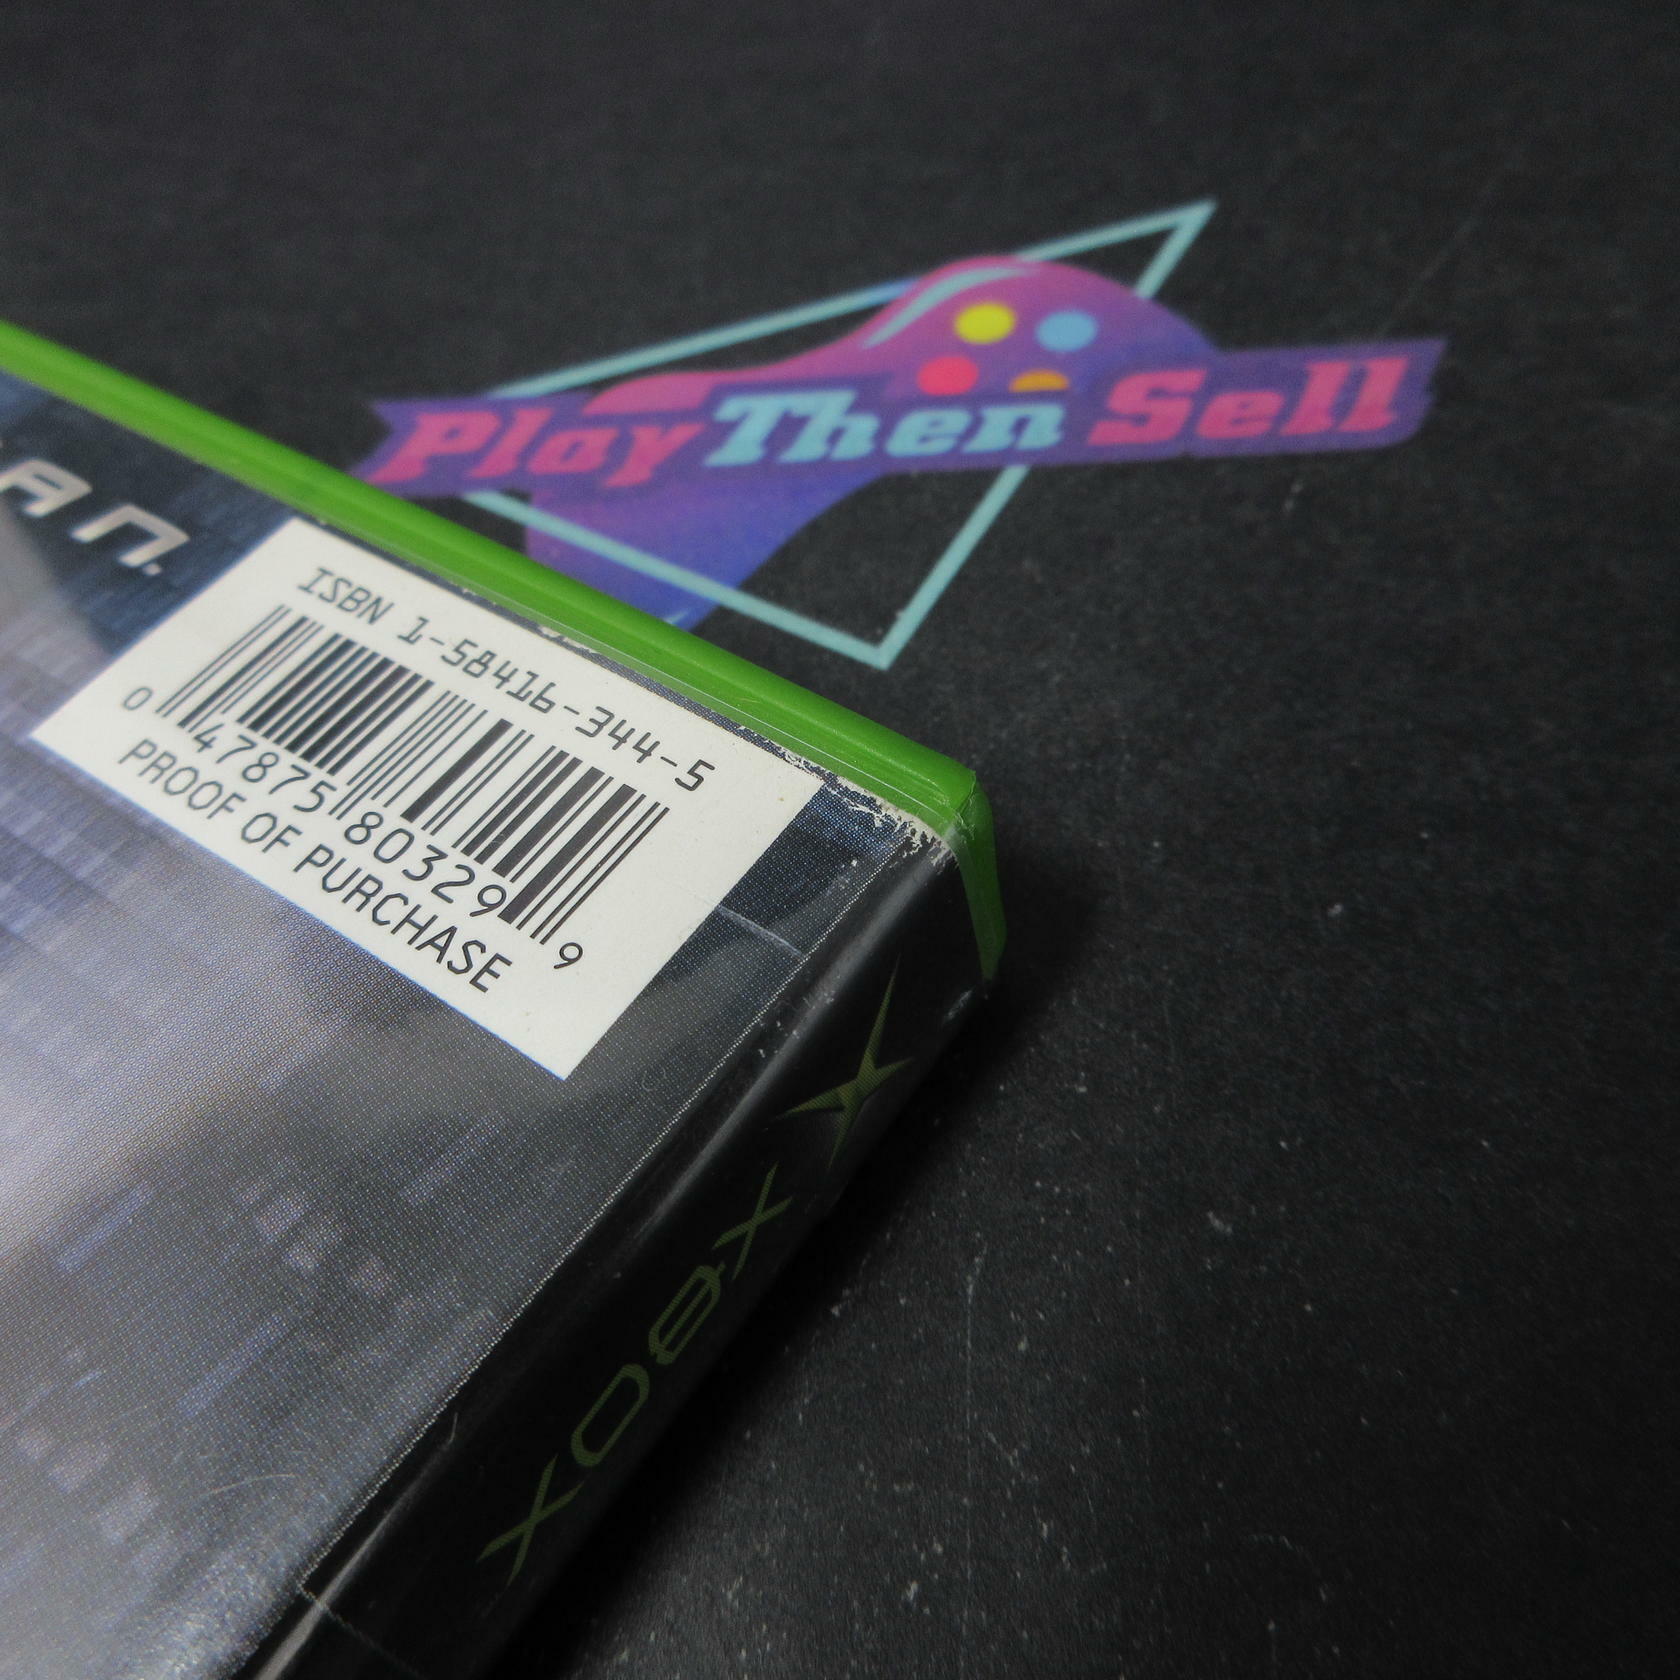 Play Then Sell
an.
ISBN 1-58416-344-5
0 47875 80329 9
PROOF OF PURCHASE
XBOX